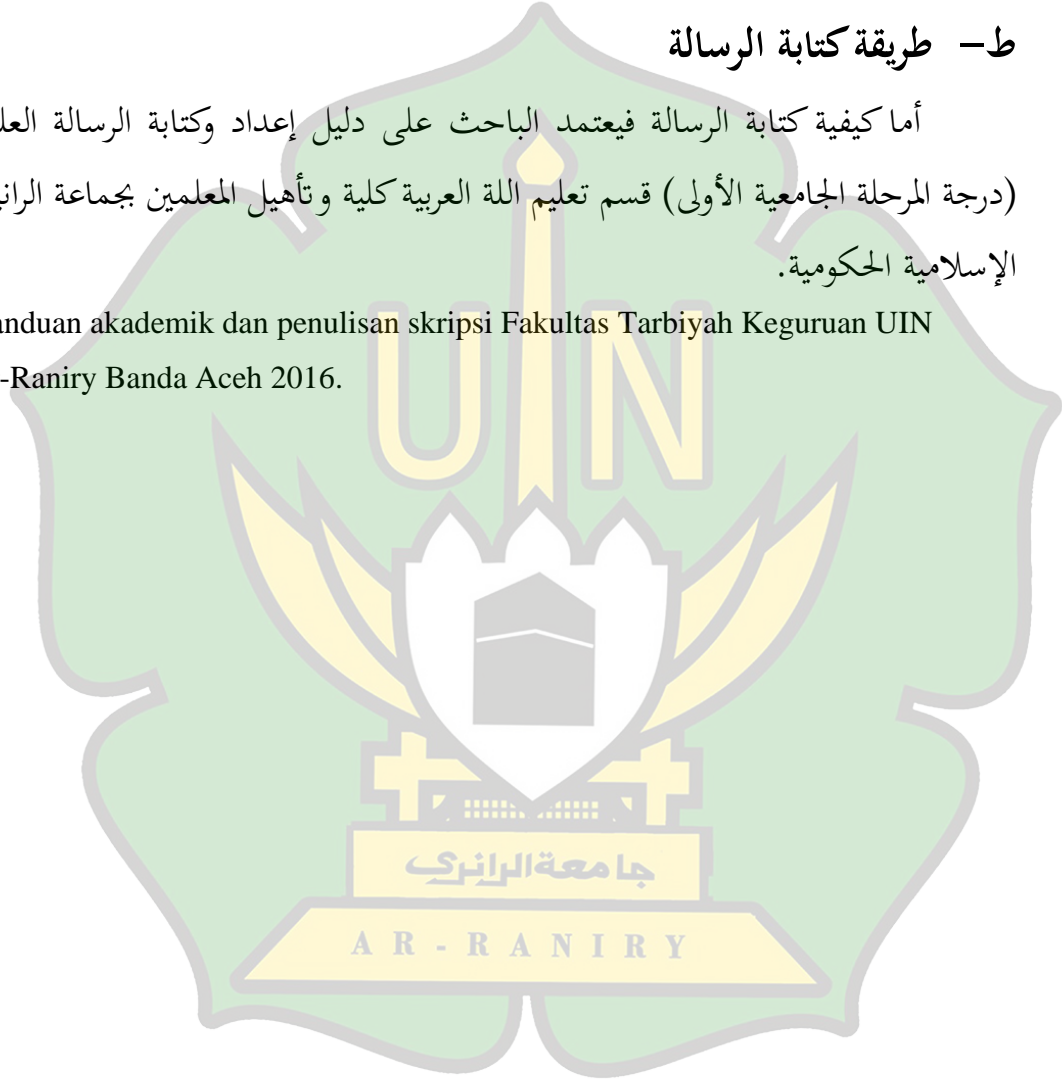 ط– طريقة كتابة الرسالة
أما كيفية كتابة الرسالة فيعتمد الباحث على دليل إعداد وكتابة الرسالة
(درجة المرحلة الجامعية الأولى) قسم تعليم اللة العربية كلية وتأهيل المعلمين بجماعة
الإسلامية الحكومية.
anduan akademik dan penulisan skripsi Fakultas Tarbiyah Keguruan UIN
-Raniry Banda Aceh 2016.
UIN
جامعة الرانري
AR-RANIRY